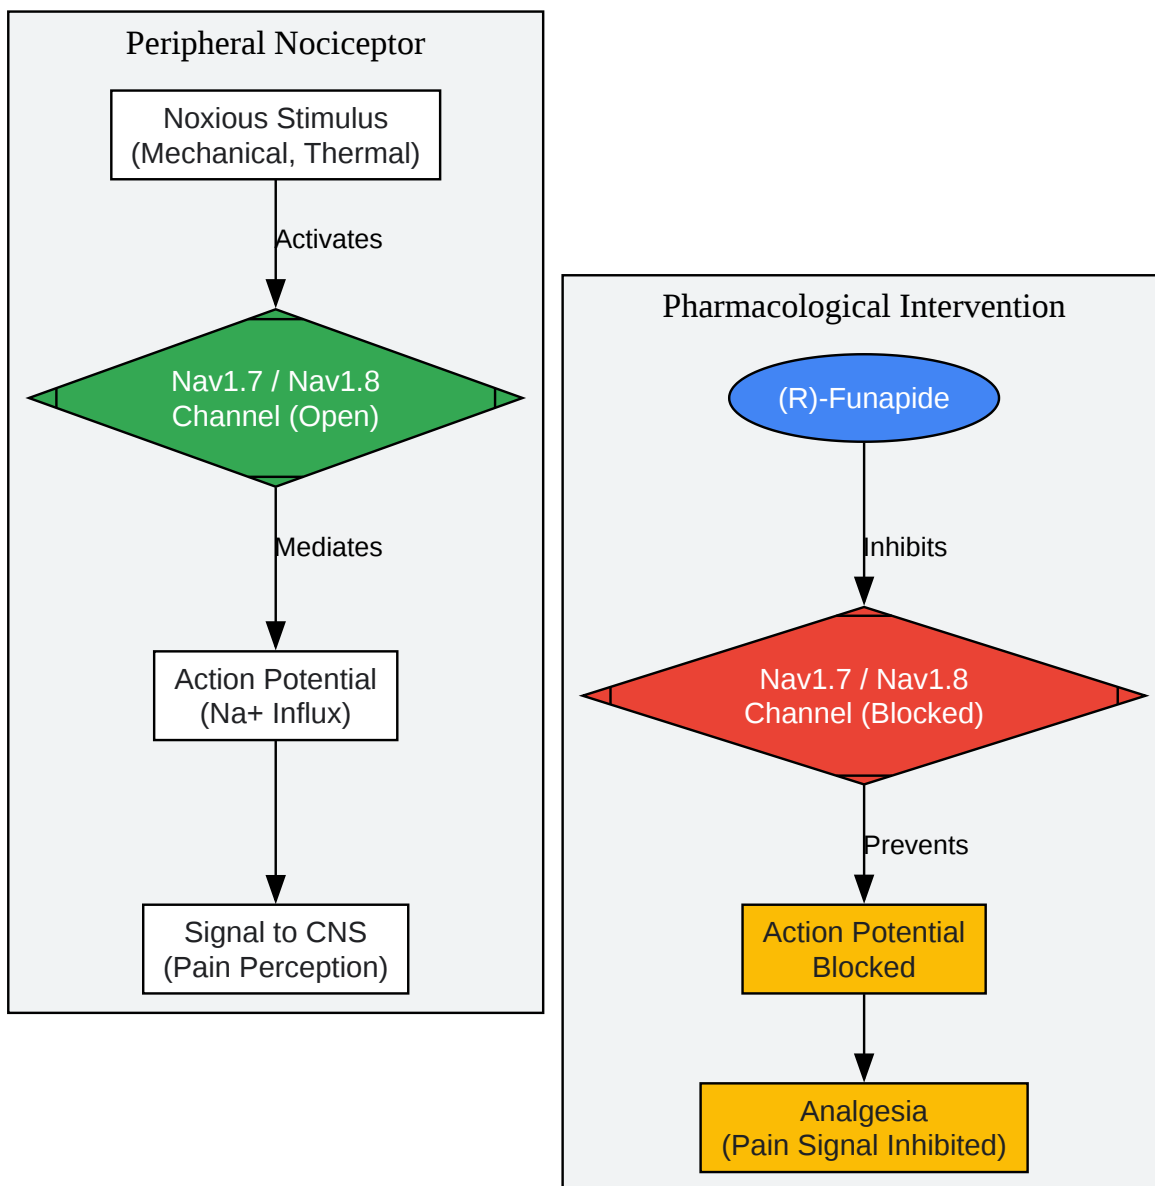 Peripheral Nociceptor
Noxious Stimulus
(Mechanical, Thermal)
Activates
Nav1.7 / Nav1.8
Channel (Open)
Mediates
Action Potential
(Na+ Influx)
Signal to CNS
(Pain Perception)
Pharmacological Intervention
(R)-Funapide
Inhibits
Nav1.7 / Nav1.8
Channel (Blocked)
Prevents
Action Potential
Blocked
Analgesia
(Pain Signal Inhibited)